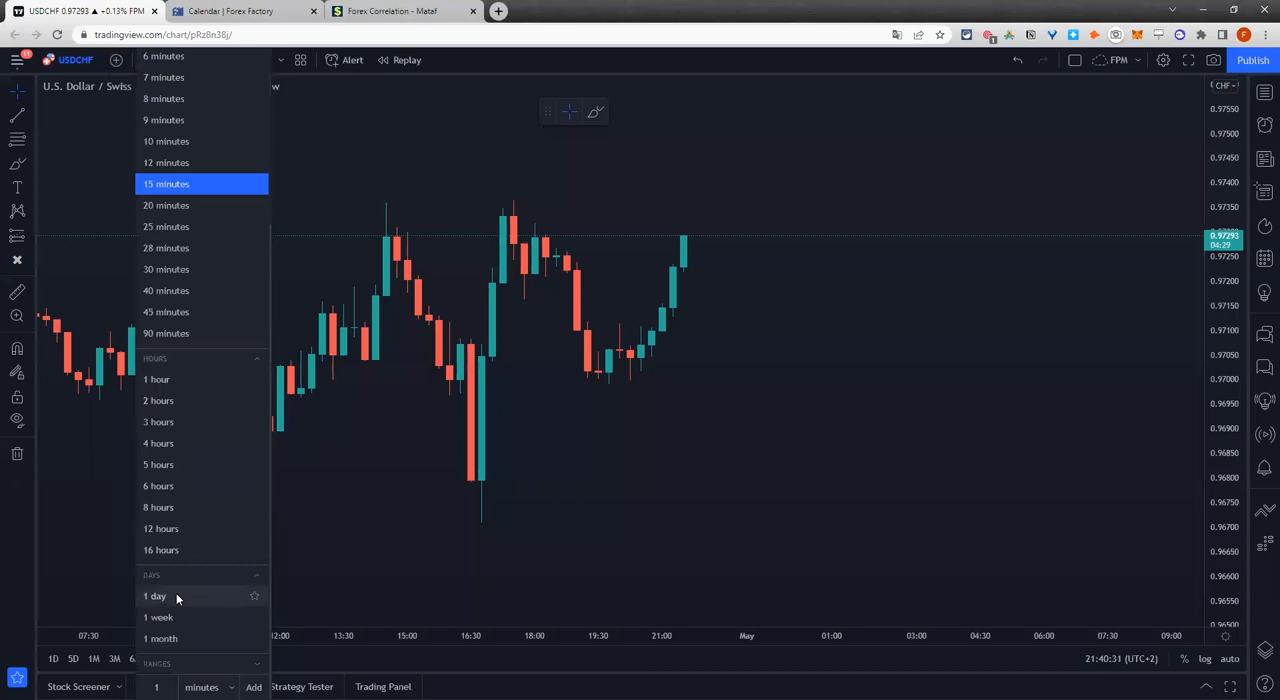 USDCHF 0.97293 ▲ +0.13% FPM
Calendar | Forex Factory
Forex Correlation - Mataf
tradingview.com/chart/pRz8n38j/
F
11
USDCHF
6 minutes
Alert
Replay
FPM
Publish
U.S. Dollar / Swiss
w
CHF
7 minutes
8 minutes
9 minutes
10 minutes
12 minutes
15 minutes
20 minutes
25 minutes
28 minutes
30 minutes
40 minutes
45 minutes
90 minutes
HOURS
1 hour
2 hours
3 hours
4 hours
5 hours
6 hours
8 hours
12 hours
16 hours
DAYS
1 day
1 week
1 month
RANGES
1
minutes
Add
0.97550
0.97500
0.97450
0.97400
0.97350
0.97293
04:29
0.97250
0.97200
0.97150
0.97100
0.97050
0.97000
0.96950
0.96900
0.96850
0.96800
0.96750
0.96700
0.96650
0.96600
0.96550
0.96500
07:30
12:00
13:30
15:00
16:30
18:00
19:30
21:00
May
01:00
03:00
04:30
06:00
07:30
09:00
1D 5D 1M 3M
21:40:31 (UTC+2)
% log auto
Stock Screener
Strategy Tester
Trading Panel